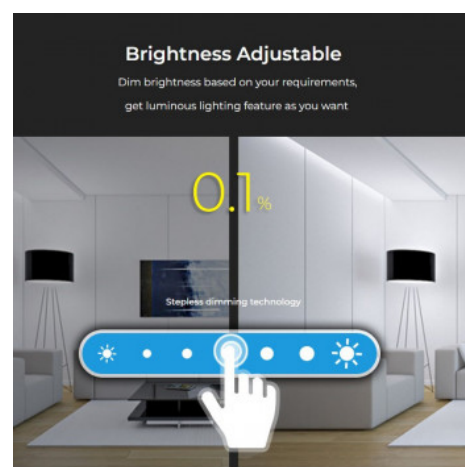 Brightness Adjustable
Dim brightness based on your requirements,
get luminous lighting feature as you want
0.1%
Stepless dimming technology